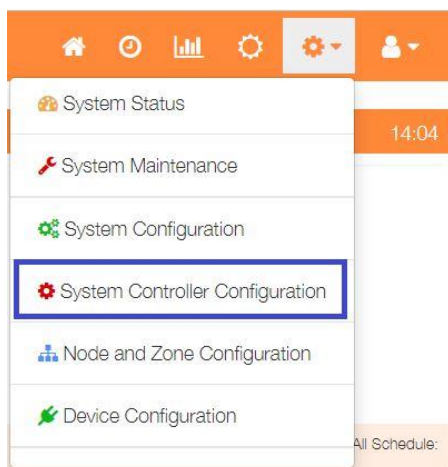 System Status
14:04
System Maintenance
System Configuration
System Controller Configuration
Node and Zone Configuration
Device Configuration
All Schedule: